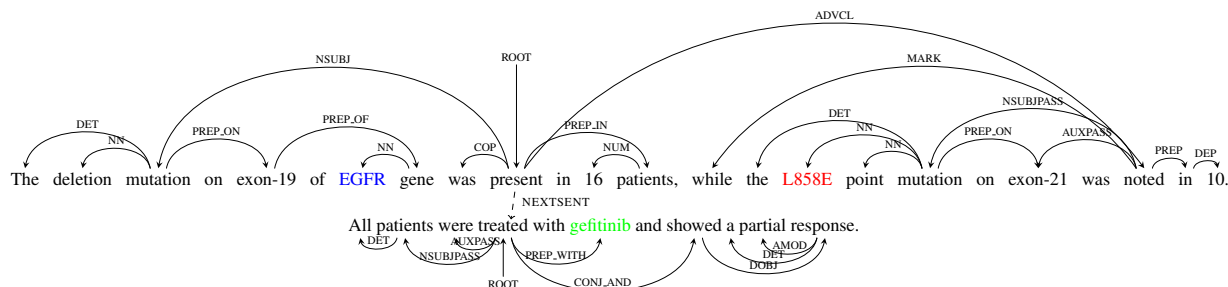 ADVCL
NSUBJ ROOT MARK
DET NN PREP_ON PREP_OF NN COP PREP_IN NUM DET NN NN NSUBJPASS PREP_ON AUXPASS PREP DEP
The deletion mutation on exon-19 of EGFR gene was present in 16 patients, while the L858E point mutation on exon-21 was noted in 10.
NEXTSENT
All patients were treated with gefitinib and showed a partial response.
DET NSUBJPASS AUXPASS ROOT PREP_WITH CONJ_AND DOBJ DET AMOD